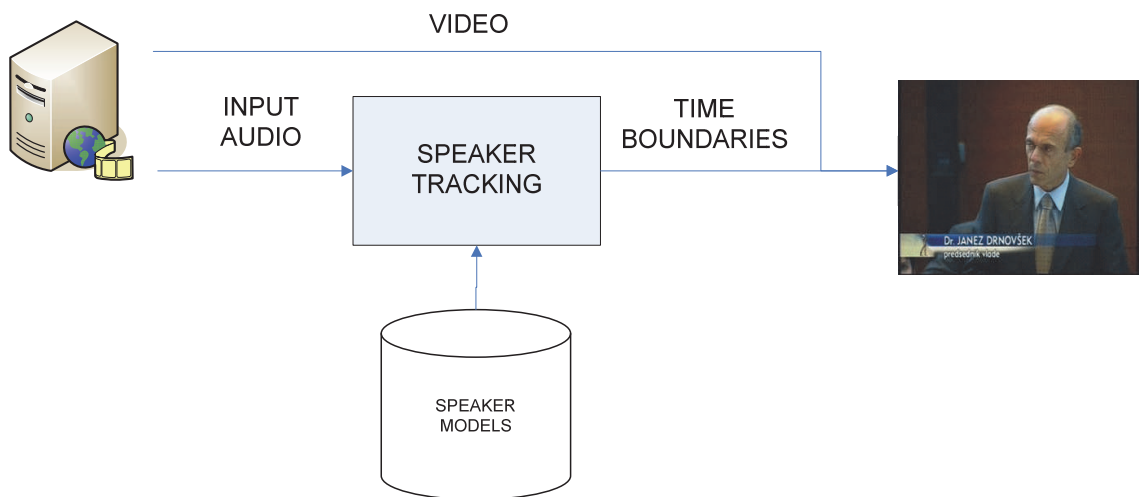 VIDEO
INPUT
AUDIO
SPEAKER
TRACKING
TIME
BOUNDARIES
Dr. JANEZ DRNOVŠEK
predsednik vlade
SPEAKER
MODELS